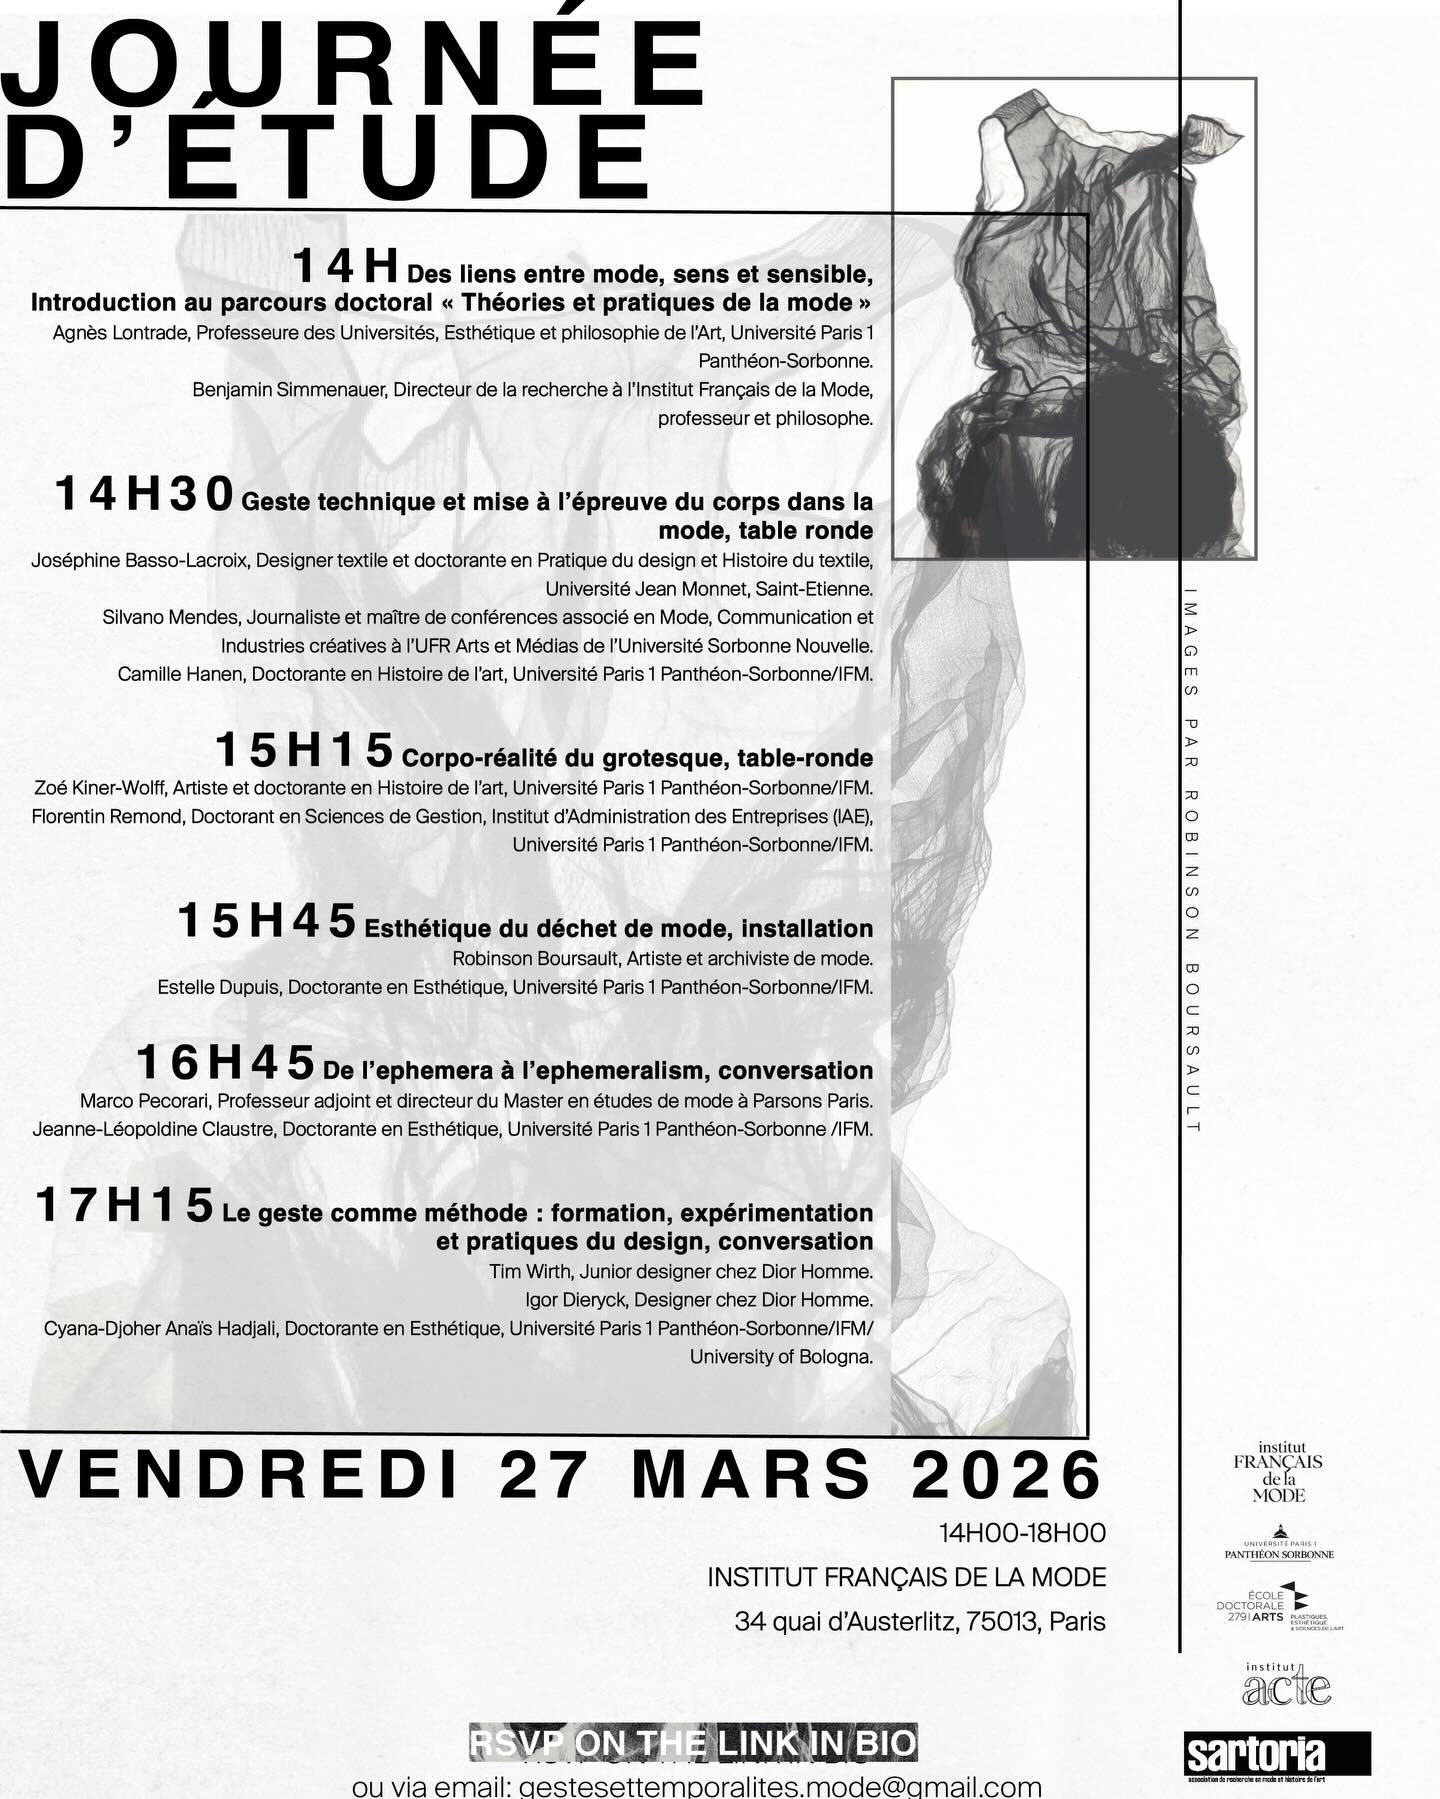 JOURNÉE
D'ÉTUDE
14H Des liens entre mode, sens et sensible,
Introduction au parcours doctoral « Théories et pratiques de la mode »
Agnès Lontrade, Professeure des Universités, Esthétique et philosophie de l'Art, Université Paris 1
Panthéon-Sorbonne.
Benjamin Simmenauer, Directeur de la recherche à l'Institut Français de la Mode,
professeur et philosophe.
14H30 Geste technique et mise à l'épreuve du corps dans la
mode, table ronde
Joséphine Basso-Lacroix, Designer textile et doctorante en Pratique du design et Histoire du textile,
Université Jean Monnet, Saint-Etienne.
Silvano Mendes, Journaliste et maître de conférences associé en Mode, Communication et
Industries créatives à l'UFR Arts et Médias de l'Université Sorbonne Nouvelle.
Camille Hanen, Doctorante en Histoire de l'art, Université Paris 1 Panthéon-Sorbonne/IFM.
15H15 Corpo-réalité du grotesque, table-ronde
Zoé Kiner-Wolff, Artiste et doctorante en Histoire de l'art, Université Paris 1 Panthéon-Sorbonne/IFM.
Florentin Remond, Doctorant en Sciences de Gestion, Institut d'Administration des Entreprises (IAE),
Université Paris 1 Panthéon-Sorbonne/IFM.
15H45 Esthétique du déchet de mode, installation
Robinson Boursault, Artiste et archiviste de mode.
Estelle Dupuis, Doctorante en Esthétique, Université Paris 1 Panthéon-Sorbonne/IFM.
16H45 De l'ephemera à l'ephemeralism, conversation
Marco Pecorari, Professeur adjoint et directeur du Master en études de mode à Parsons Paris.
Jeanne-Léopoldine Claustre, Doctorante en Esthétique, Université Paris 1 Panthéon-Sorbonne /IFM.
17H15 Le geste comme méthode : formation, expérimentation
et pratiques du design, conversation
Tim Wirth, Junior designer chez Dior Homme.
Igor Dieryck, Designer chez Dior Homme.
Cyana-Djoher Anaïs Hadjali, Doctorante en Esthétique, Université Paris 1 Panthéon-Sorbonne/IFM/
University of Bologna.
IMAGES PAR ROBINSON BOURSAULT
VENDREDI 27 MARS 2026
14H00-18H00
INSTITUT FRANÇAIS DE LA MODE
34 quai d'Austerlitz, 75013, Paris
institut
FRANÇAIS
de la
MODE
UNIVERSITÉ PARIS 1
PANTHÉON SORBONNE
ÉCOLE
DOCTORALE
279 | ARTS
PLASTIQUES,
ESTHÉTIQUE
& SCIENCES DE L'ART
institut
acte
sartoria
association de recherche en mode et histoire de l'art
RSVP ON THE LINK IN BIO
ou via email: gestesettemporalites.mode@gmail.com